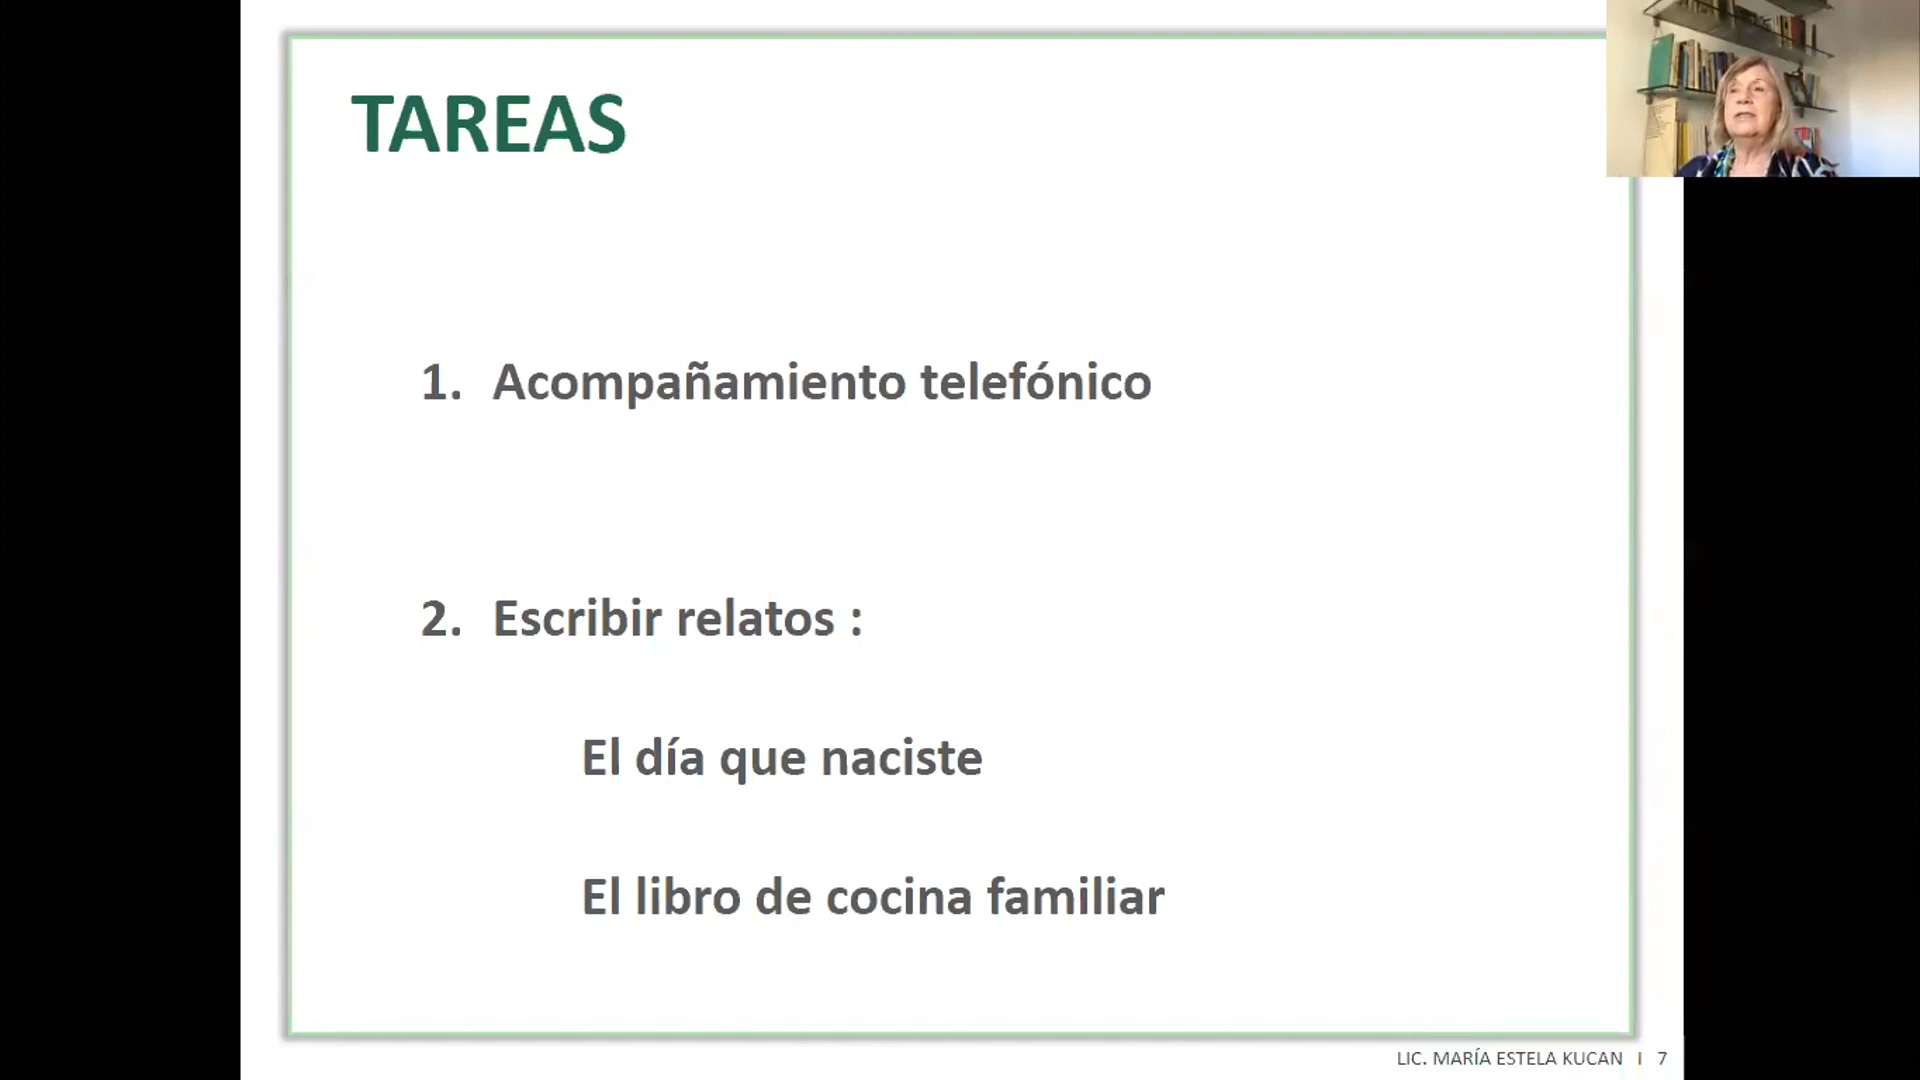 TAREAS
1. Acompañamiento telefónico
2. Escribir relatos :
El día que naciste
El libro de cocina familiar
LIC. MARÍA ESTELA KUCAN I 7